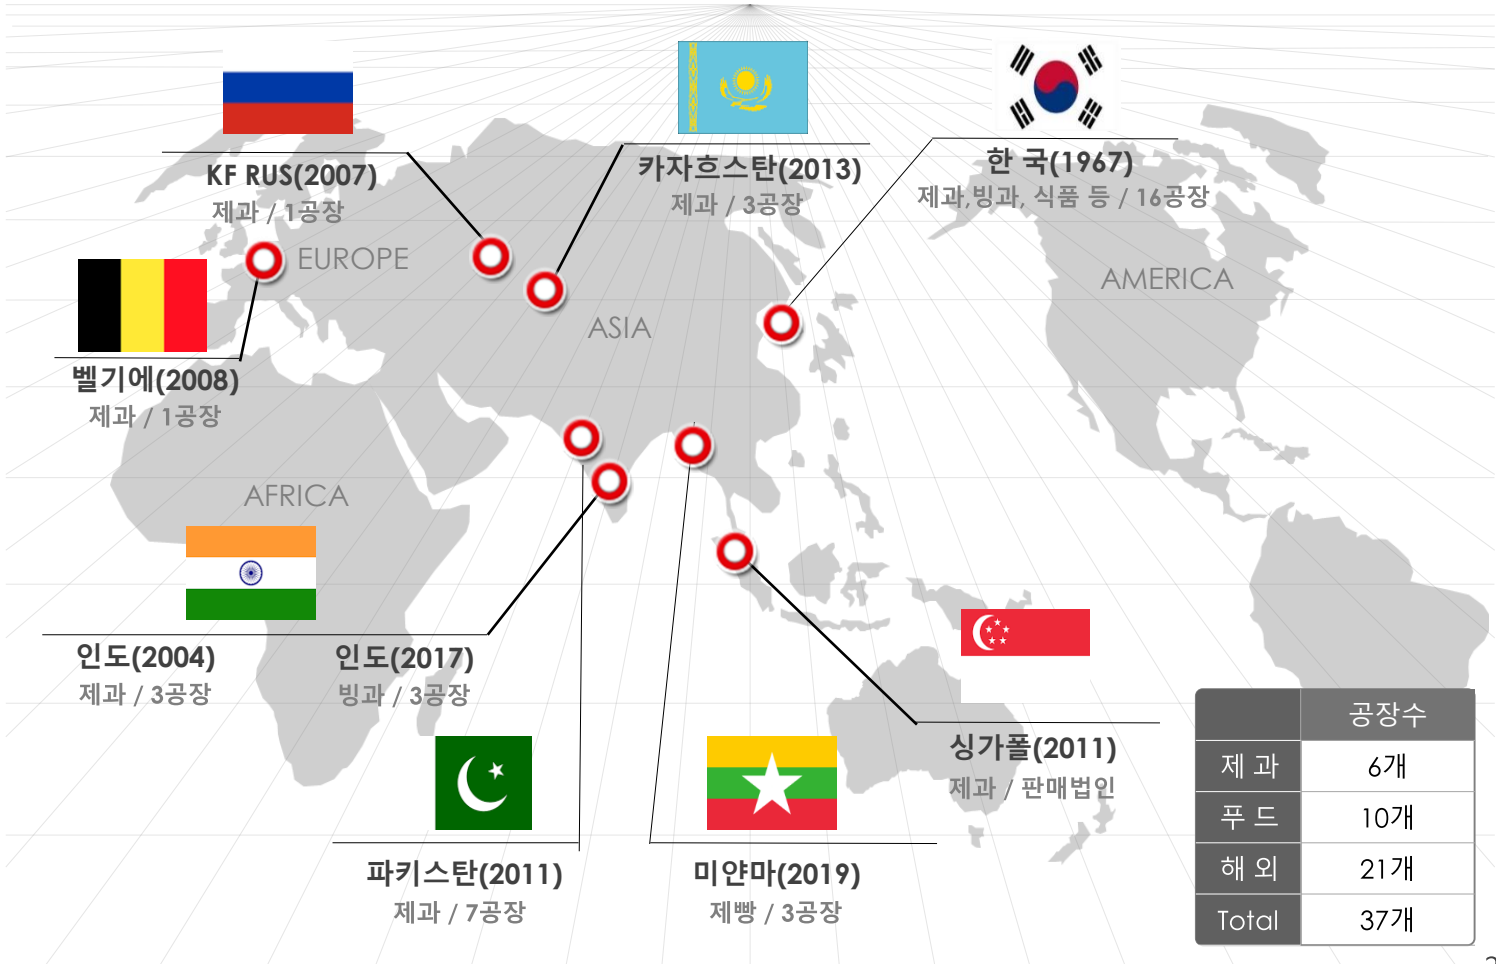 KF RUS(2007)
제과 / 1공장
카자흐스탄(2013)
제과 / 3공장
한 국(1967)
제과,빙과, 식품 등 / 16공장
EUROPE
ASIA
AMERICA
벨기에(2008)
제과 / 1공장
AFRICA
인도(2004)
제과 / 3공장
인도(2017)
빙과 / 3공장
싱가폴(2011)
제과 / 판매법인
파키스탄(2011)
제과 / 7공장
미얀마(2019)
제빵 / 3공장
공장수
제 과 6개
푸 드 10개
해 외 21개
Total 37개